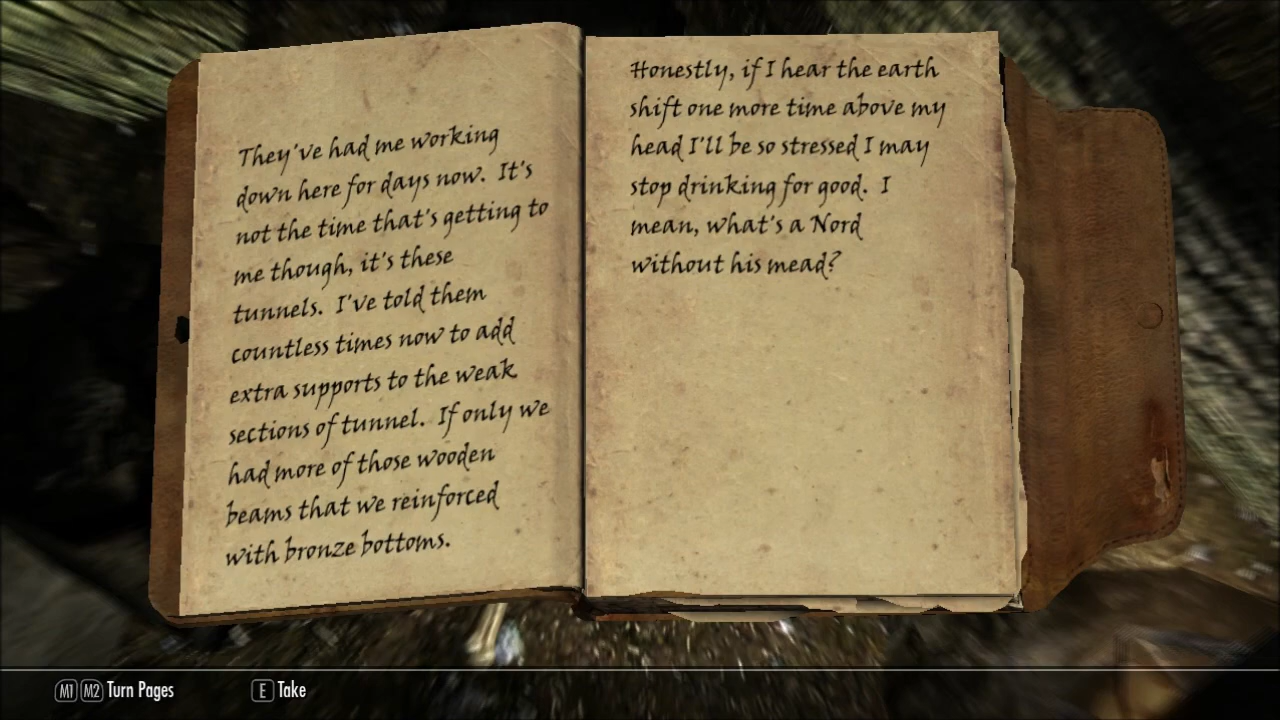 They've had me working
down here for days now. It's
not the time that's getting to
me though, it's these
tunnels. I've told them
countless times now to add
extra supports to the weak
sections of tunnel. If only we
had more of those wooden
beams that we reinforced
with bronze bottoms.
Honestly, if I hear the earth
shift one more time above my
head I'll be so stressed I may
stop drinking for good. I
mean, what's a Nord
without his mead?
M1 M2 Turn Pages E Take